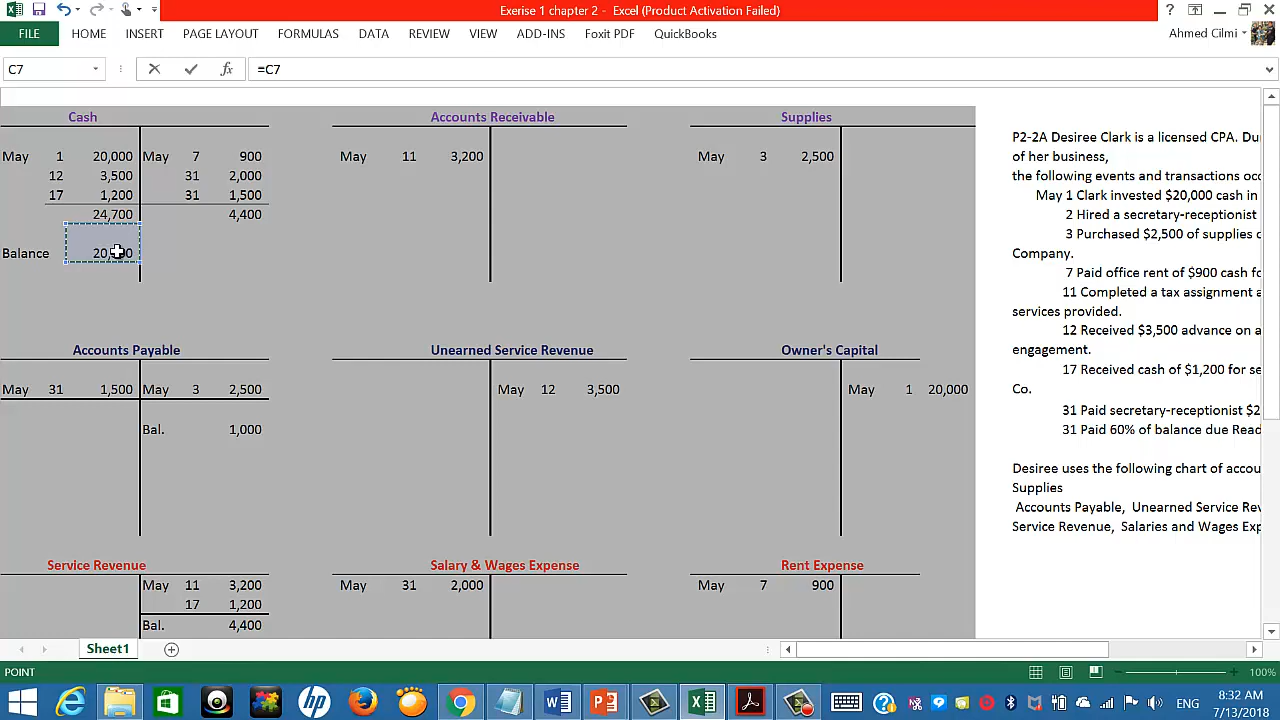 Exerise 1 chapter 2 - Excel (Product Activation Failed)
FILE HOME INSERT PAGE LAYOUT FORMULAS DATA REVIEW VIEW ADD-INS Foxit PDF QuickBooks Ahmed Cilmi
C7 fx =C7
Cash Accounts Receivable Supplies
May 1 20,000 May 7 900 May 11 3,200 May 3 2,500
12 3,500 31 2,000
17 1,200 31 1,500
24,700 4,400
Balance
Accounts Payable Unearned Service Revenue Owner's Capital
May 31 1,500 May 3 2,500 May 12 3,500 May 1 20,000
Bal. 1,000
Service Revenue Salary & Wages Expense Rent Expense
May 11 3,200 May 31 2,000 May 7 900
17 1,200
Bal. 4,400
P2-2A Desiree Clark is a licensed CPA. Du
of her business,
the following events and transactions occ
May 1 Clark invested $20,000 cash in
2 Hired a secretary-receptionist
3 Purchased $2,500 of supplies o
Company.
7 Paid office rent of $900 cash fo
11 Completed a tax assignment a
services provided.
12 Received $3,500 advance on a
engagement.
17 Received cash of $1,200 for se
Co.
31 Paid secretary-receptionist $2
31 Paid 60% of balance due Read
Desiree uses the following chart of accou
Supplies
Accounts Payable, Unearned Service Rev
Service Revenue, Salaries and Wages Exp
Sheet1
POINT 100%
ENG 8:32 AM
7/13/2018